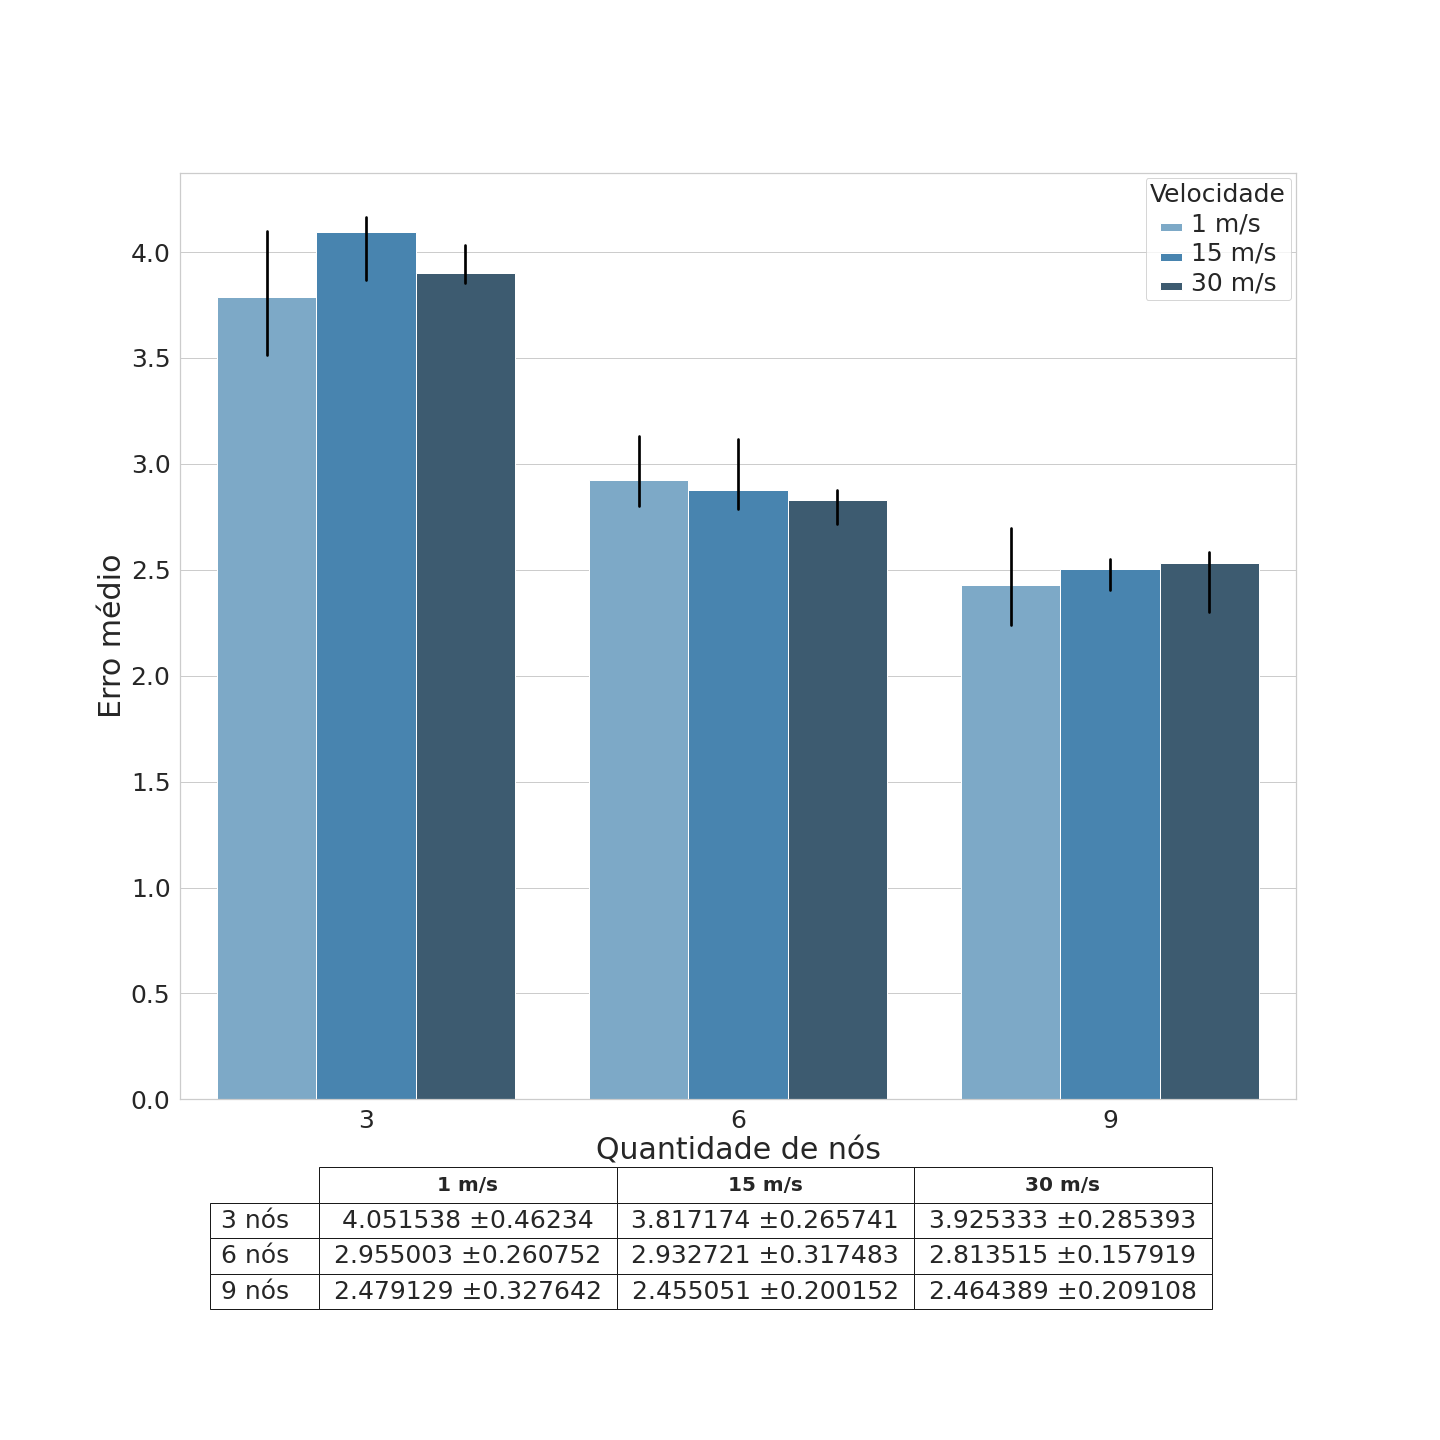 Velocidade
1 m/s
15 m/s
30 m/s
4.0
3.5
3.0
2.5
2.0
1.5
1.0
0.5
0.0
Erro médio
3 6 9
Quantidade de nós
1 m/s 15 m/s 30 m/s
3 nós 4.051538 ±0.46234 3.817174 ±0.265741 3.925333 ±0.285393
6 nós 2.955003 ±0.260752 2.932721 ±0.317483 2.813515 ±0.157919
9 nós 2.479129 ±0.327642 2.455051 ±0.200152 2.464389 ±0.209108